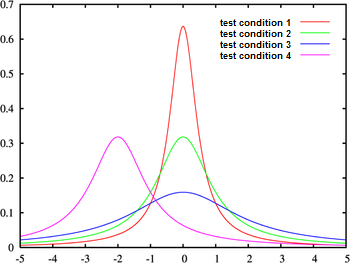 0.7
0.6
0.5
0.4
0.3
0.2
0.1
0
test condition 1
test condition 2
test condition 3
test condition 4
-5 -4 -3 -2 -1 0 1 2 3 4 5